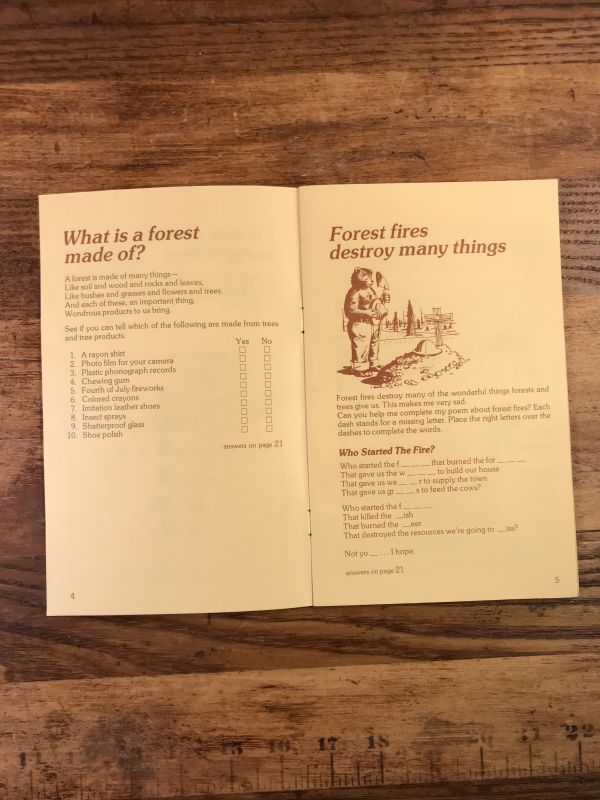 What is a forest
made of?
A forest is made of many things—
Like soil and wood and rocks and leaves,
Like bushes and grasses and flowers and trees.
And each of these, an important thing,
Wondrous products to us bring.
See if you can tell which of the following are made from trees
and tree products.
Yes No
1. A rayon shirt
2. Photo film for your camera
3. Plastic phonograph records
4. Chewing gum
5. Fourth of July fireworks
6. Colored crayons
7. Imitation leather shoes
8. Insect sprays
9. Shatterproof glass
10. Shoe polish
answers on page 21
4
Forest fires
destroy many things
Forest fires destroy many of the wonderful things forests and
trees give us. This makes me very sad.
Can you help me complete my poem about forest fires? Each
dash stands for a missing letter. Place the right letters over the
dashes to complete the words.
Who Started The Fire?
Who started the f _ _ _ that burned the for _ _ _
That gave us the w _ _ _ to build our house
That gave us wa _ _ r to supply the town
That gave us gr _ _ s to feed the cows?
Who started the f _ _ _
That killed the _ish
That burned the _eer
That destroyed the resources we're going to _iss?
Not yo _ . . . I hope.
answers on page 21
5
15 16 17 18 20 21 22